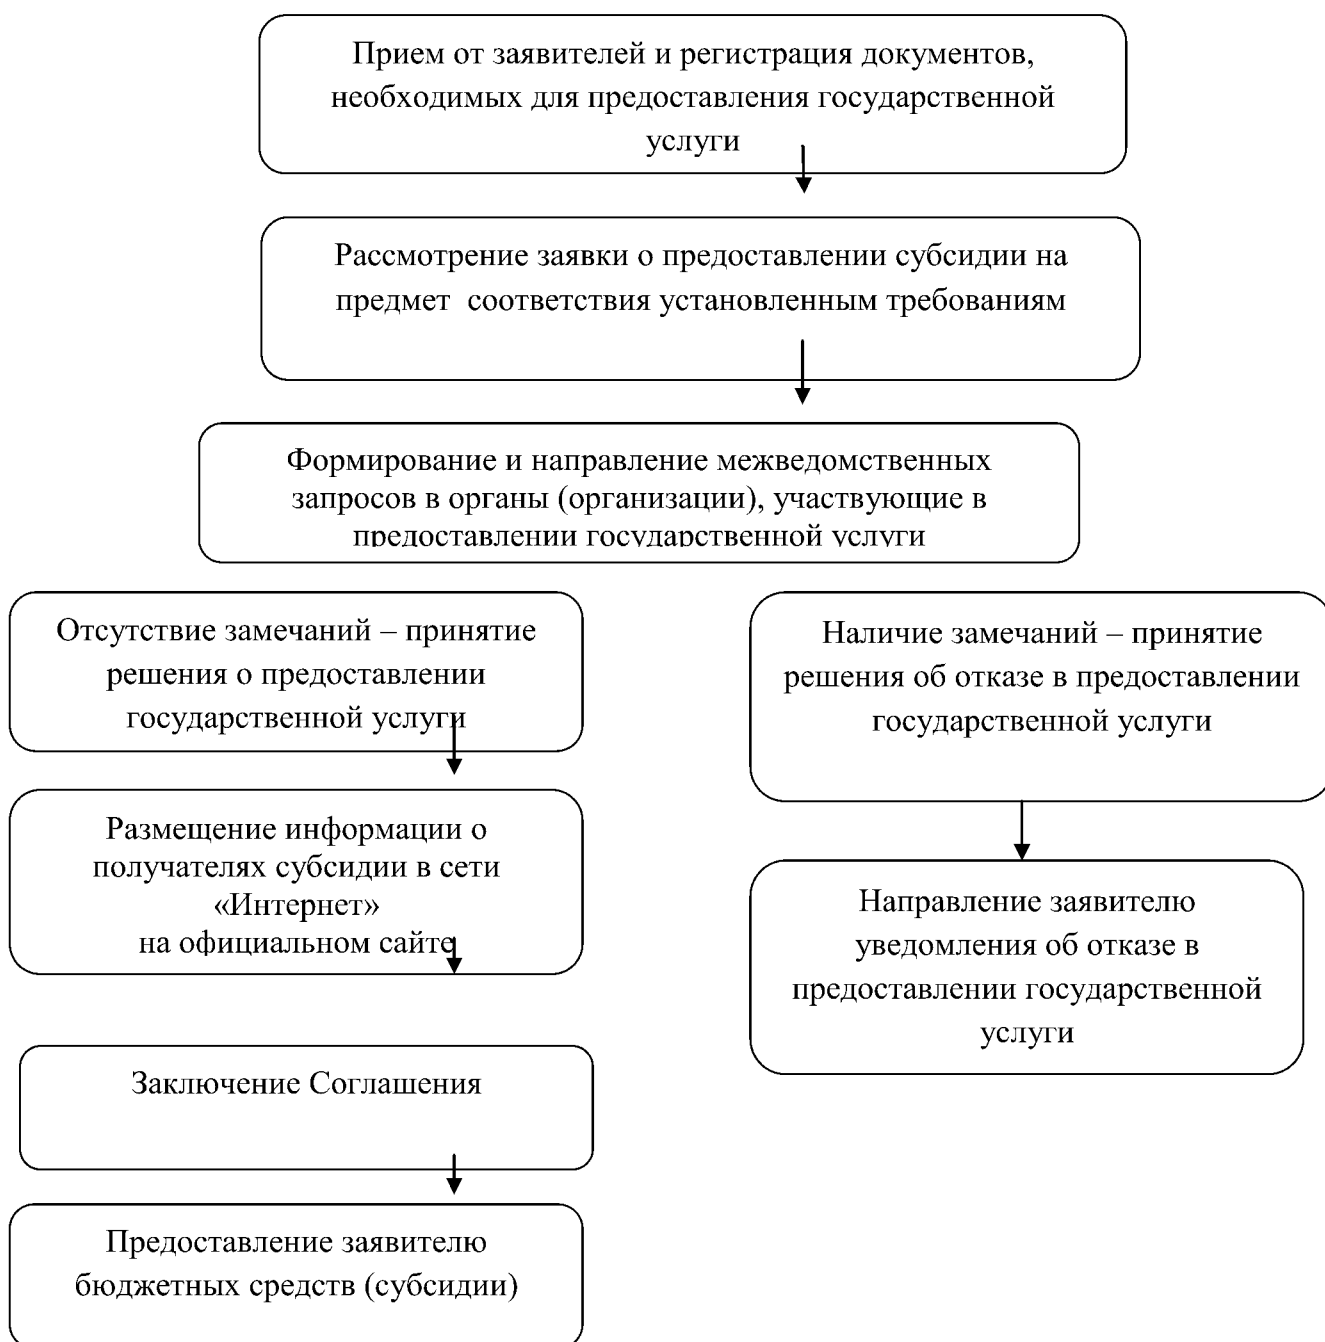 Прием от заявителей и регистрация документов,
необходимых для предоставления государственной
услуги
Рассмотрение заявки о предоставлении субсидии на
предмет соответствия установленным требованиям
Формирование и направление межведомственных
запросов в органы (организации), участвующие в
предоставлении государственной услуги
Отсутствие замечаний – принятие
решения о предоставлении
государственной услуги
Размещение информации о
получателях субсидии в сети
«Интернет»
на официальном сайте
Заключение Соглашения
Предоставление заявителю
бюджетных средств (субсидии)
Наличие замечаний – принятие
решения об отказе в предоставлении
государственной услуги
Направление заявителю
уведомления об отказе в
предоставлении государственной
услуги